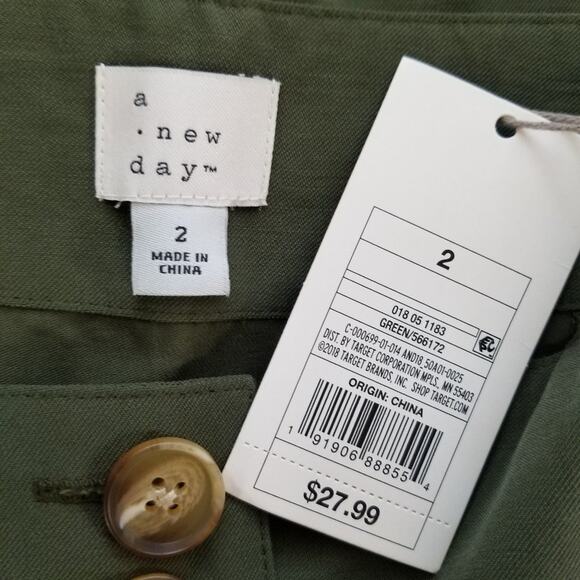 a
· new
day™
2
MADE IN
CHINA
2
018 05 1183
GREEN/566172
C-000699-01-014 AND18_50A01-0025
DIST. BY TARGET CORPORATION MPLS., MN 55403
©2018 TARGET BRANDS, INC. SHOP TARGET.COM
ORIGIN: CHINA
1 91906 88855 4
$27.99